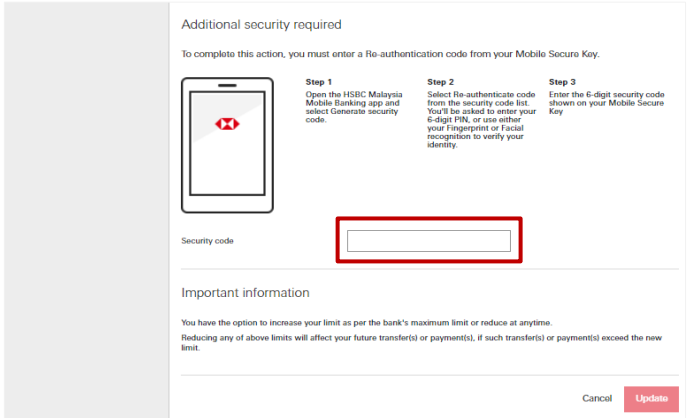 Additional security required
To complete this action, you must enter a Re-authentication code from your Mobile Secure Key.
Step 1
Open the HSBC Malaysia
Mobile Banking app and
select Generate security
code.
Step 2
Select Re-authenticate code
from the security code list.
You'll be asked to enter your
6-digit PIN, or use either
your Fingerprint or Facial
recognition to verify your
identity.
Step 3
Enter the 6-digit security code
shown on your Mobile Secure
Key
Security code
Important information
You have the option to increase your limit as per the bank's maximum limit or reduce at anytime.
Reducing any of above limits will affect your future transfer(s) or payment(s), if such transfer(s) or payment(s) exceed the new
limit.
Cancel
Update